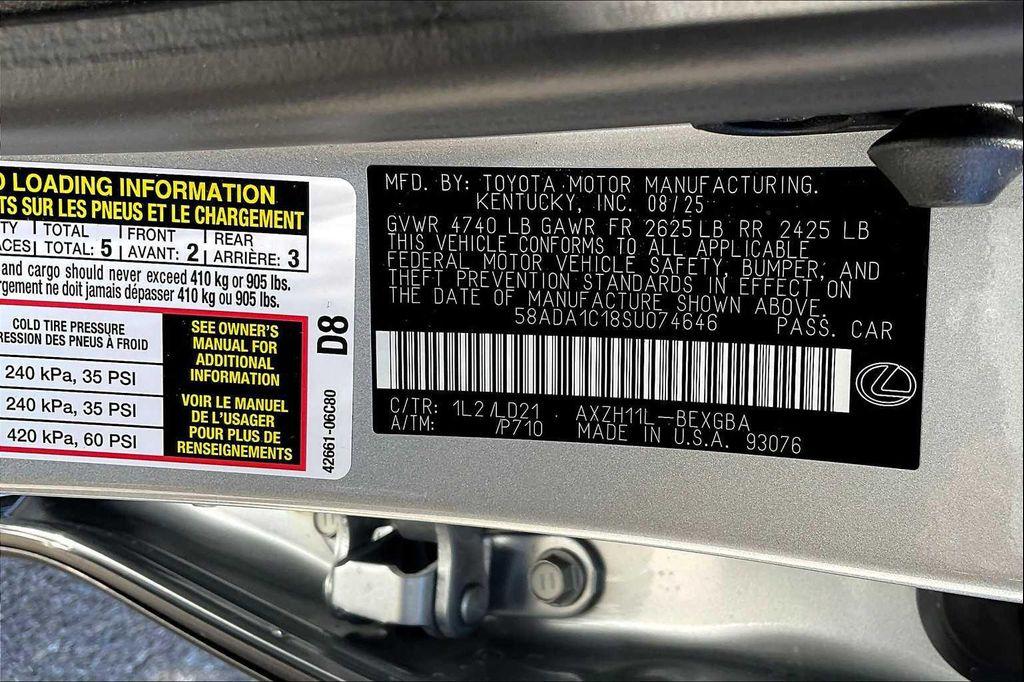 O LOADING INFORMATION
TS SUR LES PNEUS ET LE CHARGEMENT
TY TOTAL FRONT REAR
ACES TOTAL: 5 AVANT: 2 ARRIÈRE: 3
and cargo should never exceed 410 kg or 905 lbs.
rgement ne doit jamais dépasser 410 kg ou 905 lbs.
COLD TIRE PRESSURE
RESSION DES PNEUS À FROID
240 kPa, 35 PSI
240 kPa, 35 PSI
420 kPa, 60 PSI
SEE OWNER'S
MANUAL FOR
ADDITIONAL
INFORMATION
VOIR LE MANUEL
DE L'USAGER
POUR PLUS DE
RENSEIGNEMENTS
D8
42661-06C80
MFD. BY: TOYOTA MOTOR MANUFACTURING.
KENTUCKY, INC. 08/25
GVWR 4740 LB GAWR FR 2625 LB RR 2425 LB
THIS VEHICLE CONFORMS TO ALL APPLICABLE
FEDERAL MOTOR VEHICLE SAFETY, BUMPER, AND
THEFT PREVENTION STANDARDS IN EFFECT ON
THE DATE OF MANUFACTURE SHOWN ABOVE.
58ADA1C18SU074646 PASS. CAR
C/TR: 1L2/LD21 AXZH11L-BEXGBA
A/TM: /P710 MADE IN U.S.A. 93076